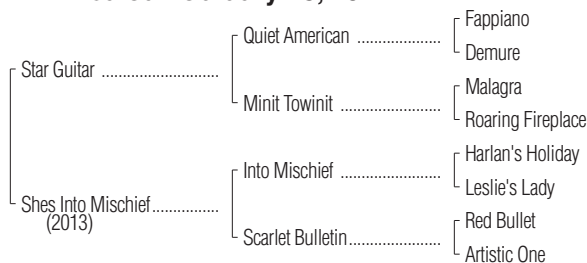 Fappiano
Quiet American
Demure
Star Guitar
Malagra
Minit Towinit
Roaring Fireplace
Harlan's Holiday
Into Mischief
Leslie's Lady
Shes Into Mischief
(2013)
Red Bullet
Scarlet Bulletin
Artistic One